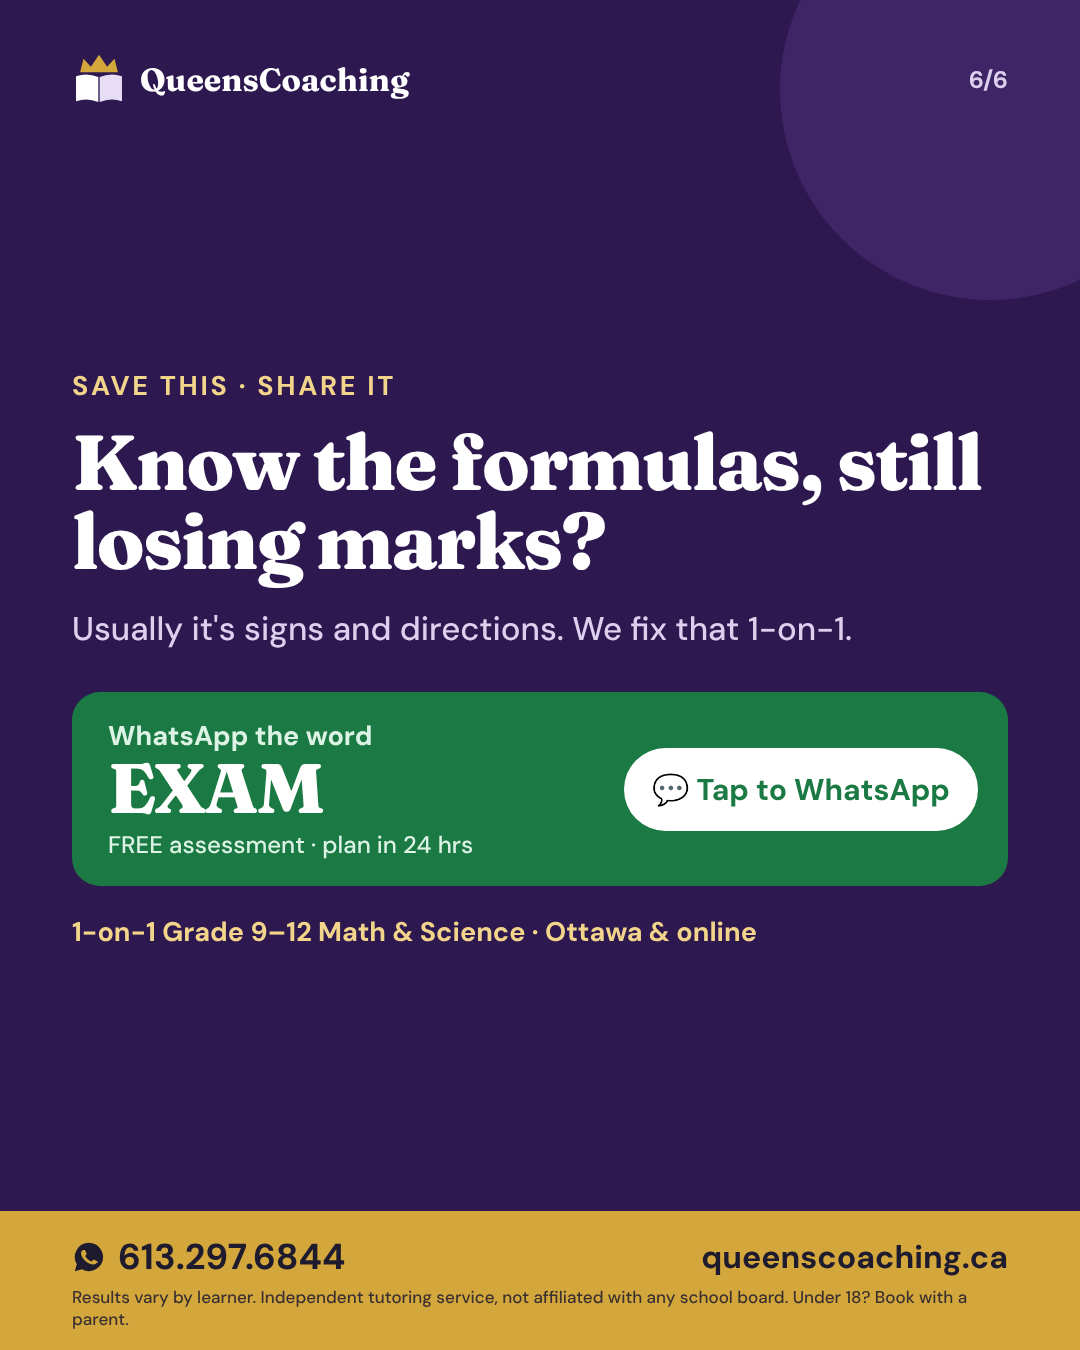 QueensCoaching
6/6
SAVE THIS · SHARE IT
Know the formulas, still
losing marks?
Usually it's signs and directions. We fix that 1-on-1.
WhatsApp the word
EXAM
FREE assessment · plan in 24 hrs
💬 Tap to WhatsApp
1-on-1 Grade 9–12 Math & Science · Ottawa & online
613.297.6844
queenscoaching.ca
Results vary by learner. Independent tutoring service, not affiliated with any school board. Under 18? Book with a
parent.